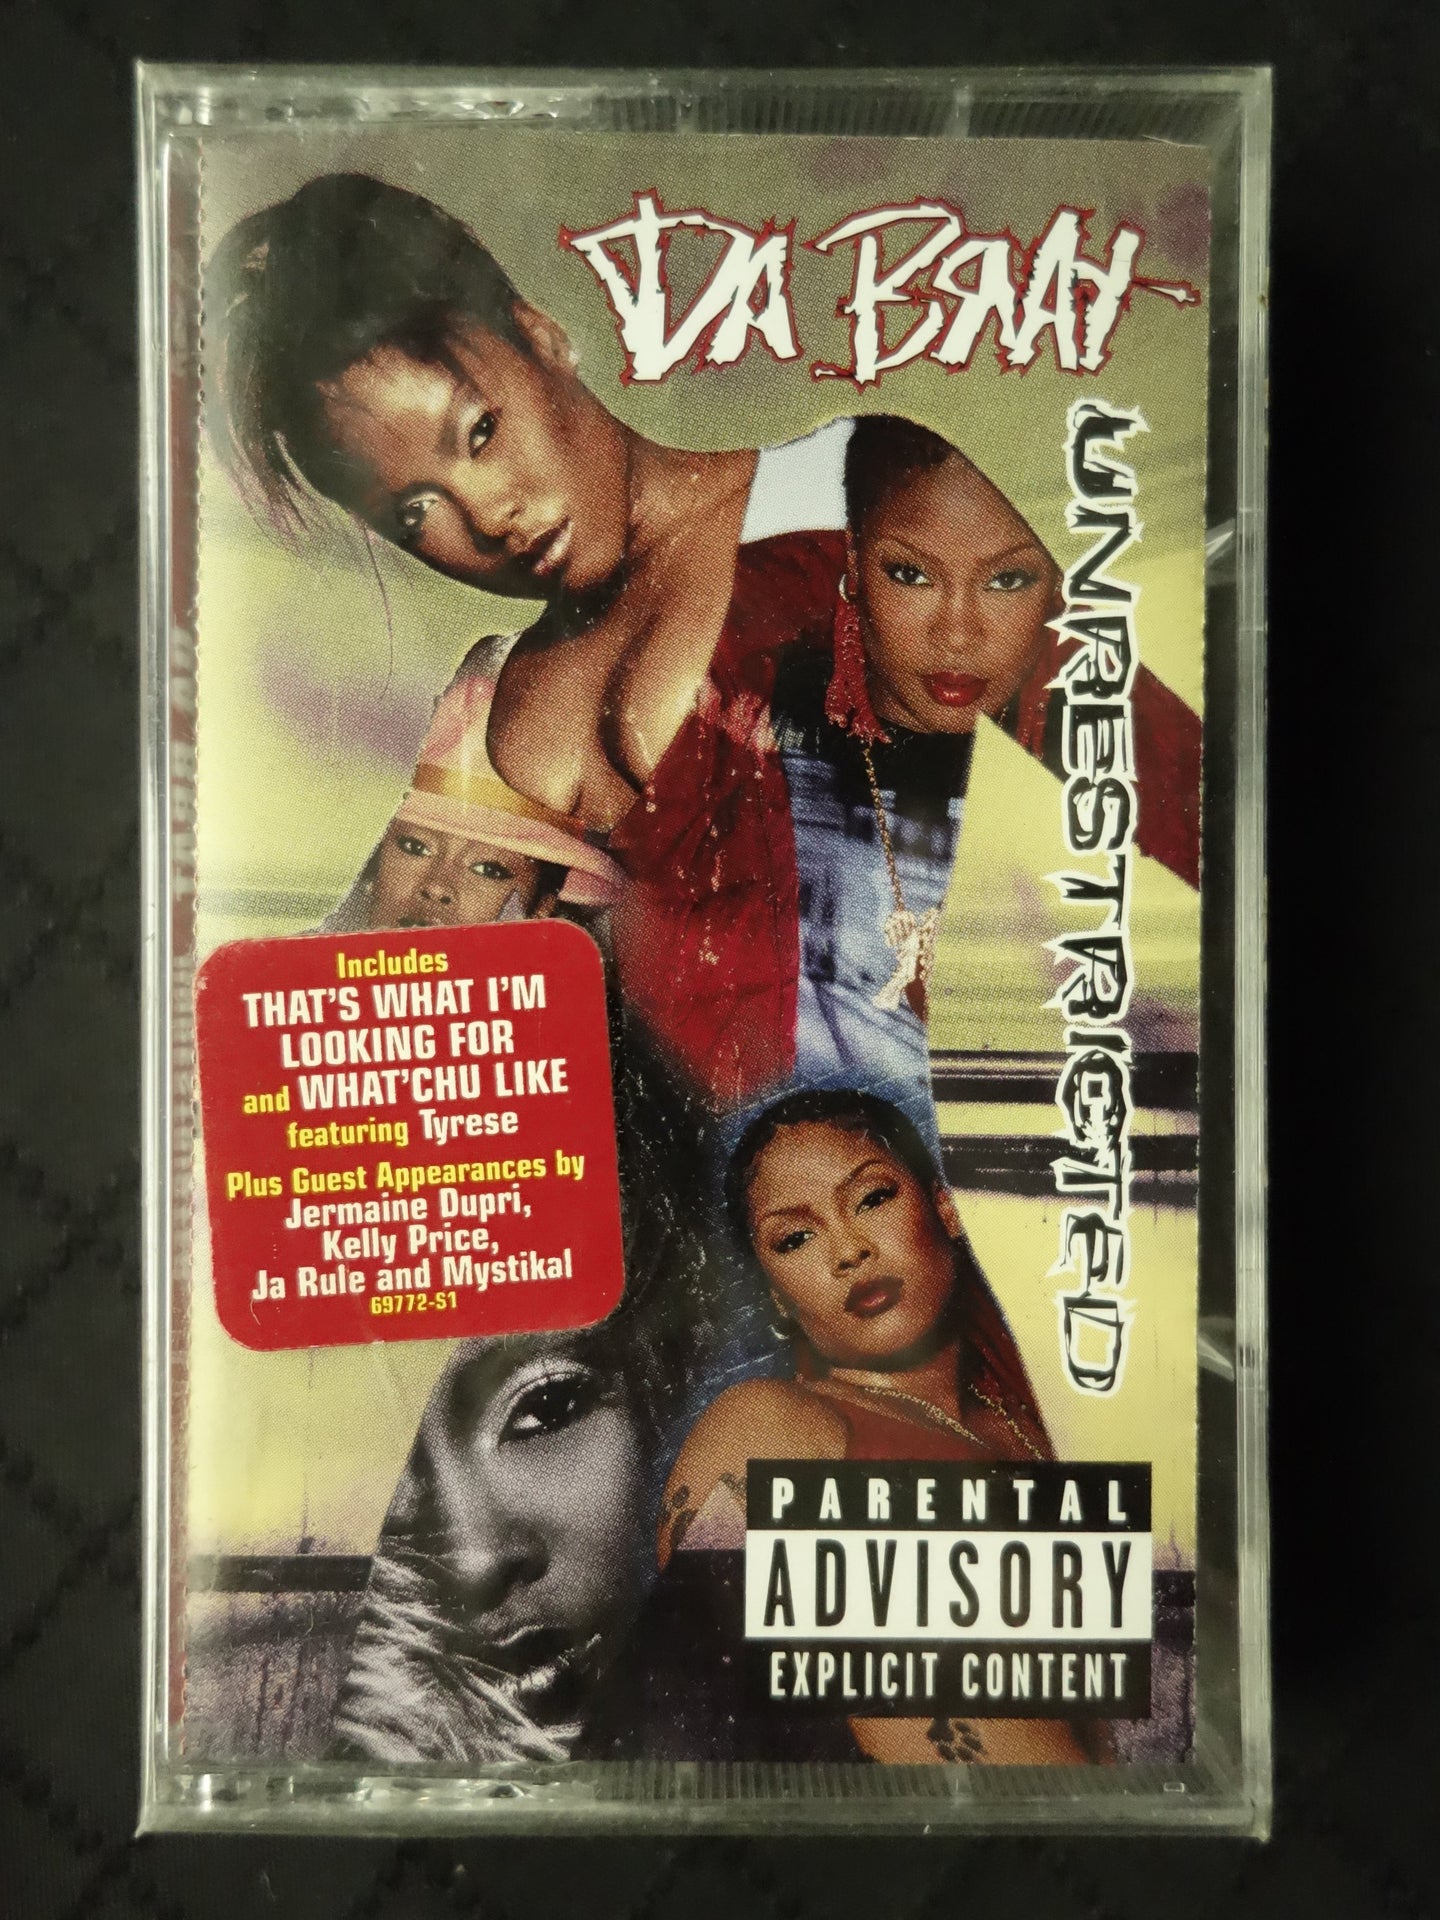 DA BRAT
UNRESTRICTED
Includes
THAT'S WHAT I'M
LOOKING FOR
and WHAT'CHU LIKE
featuring Tyrese
Plus Guest Appearances by
Jermaine Dupri,
Kelly Price,
Ja Rule and Mystikal
69772-S1
PARENTAL
ADVISORY
EXPLICIT CONTENT